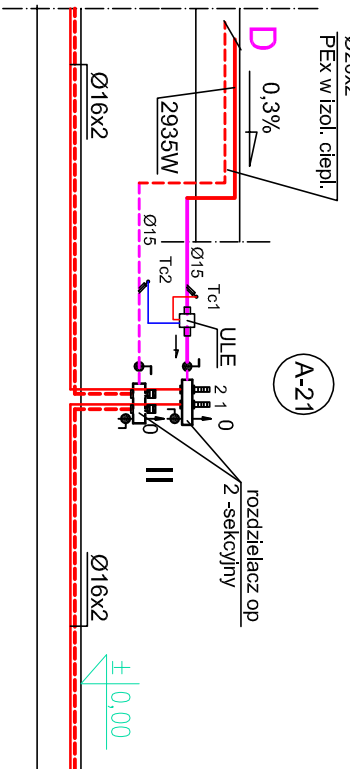 PEx w izol. ciepl.
D
0,3%
2935W
Ø16x2
Ø15
Ø15
Tc1
Tc2
ULE
A-21
2
1
0
0
II
rozdzielacz op
2 -sekcyjny
Ø16x2
± 0,00